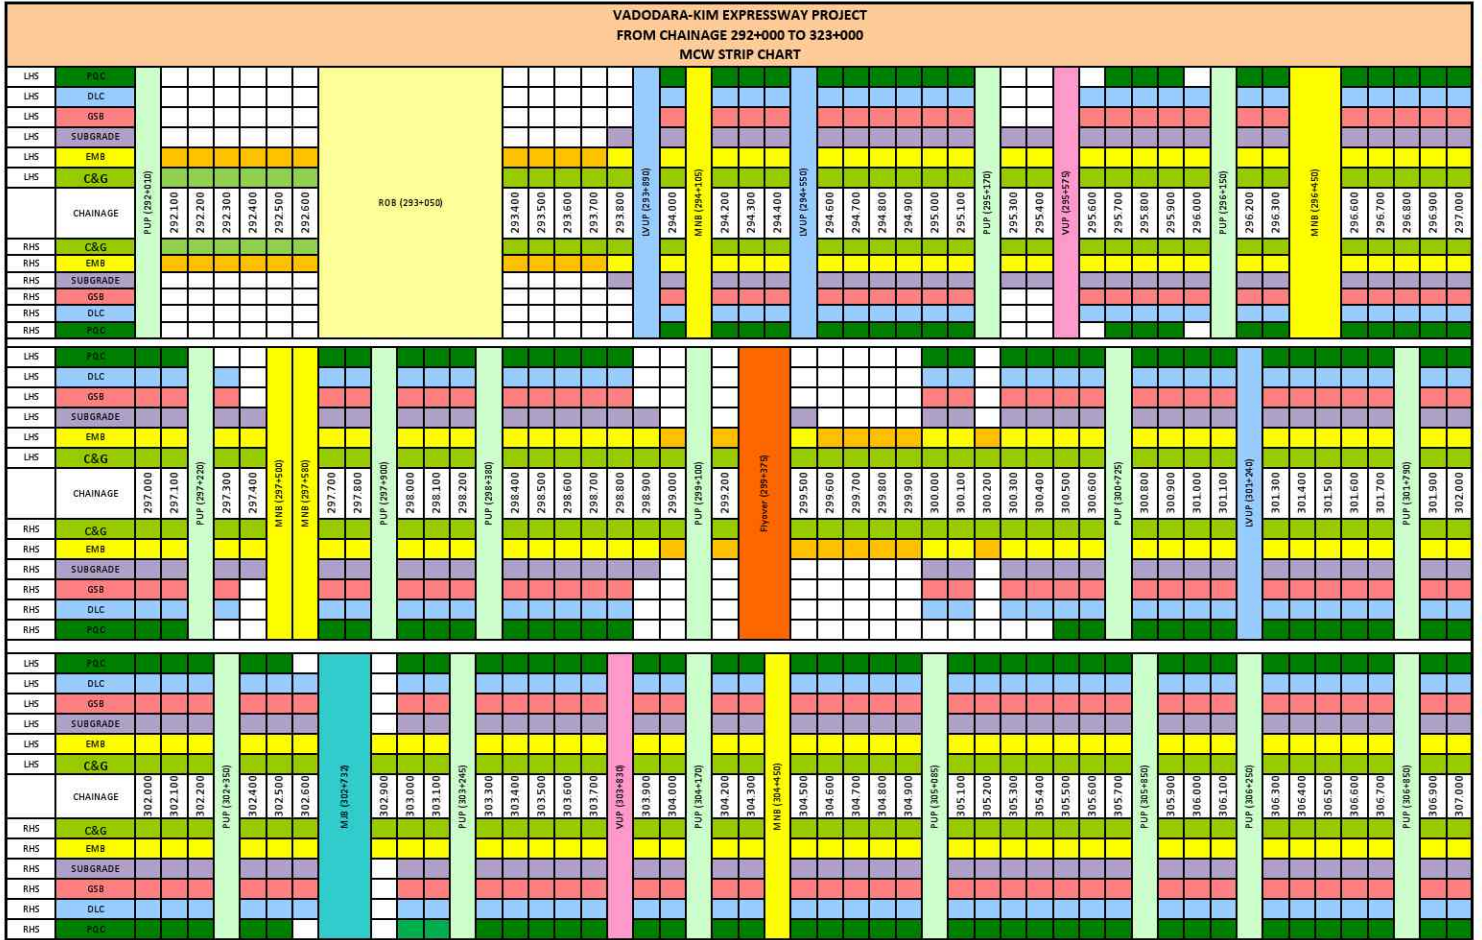 VADODARA-KIM EXPRESSWAY PROJECT
FROM CHAINAGE 292+000 TO 323+000
MCW STRIP CHART
LHS PQC
LHS DLC
LHS GSB
LHS SUBGRADE
LHS EMB
LHS C&G
CHAINAGE PUP (292+010) 292.100 292.200 292.300 292.400 292.500 292.600 ROB (293+050) 293.400 293.500 293.600 293.700 293.800 LVUP (293+890) 294.000 MNB (294+105) 294.200 294.300 294.400 LVUP (294+550) 294.600 294.700 294.800 294.900 295.000 295.100 PUP (295+170) 295.300 295.400 VUP (295+575) 295.600 295.700 295.800 295.900 296.000 PUP (296+150) 296.200 296.300 MNB (296+450) 296.600 296.700 296.800 296.900 297.000
RHS C&G
RHS EMB
RHS SUBGRADE
RHS GSB
RHS DLC
RHS PQC
LHS PQC
LHS DLC
LHS GSB
LHS SUBGRADE
LHS EMB
LHS C&G
CHAINAGE 297.000 297.100 PUP (297+220) 297.300 297.400 MNB (297+500) MNB (297+580) 297.700 297.800 PUP (297+900) 298.000 298.100 298.200 PUP (298+380) 298.400 298.500 298.600 298.700 298.800 298.900 299.000 PUP (299+100) 299.200 Flyover (299+375) 299.500 299.600 299.700 299.800 299.900 300.000 300.100 300.200 300.300 300.400 300.500 300.600 PUP (300+725) 300.800 300.900 301.000 301.100 LVUP (301+240) 301.300 301.400 301.500 301.600 301.700 PUP (301+790) 301.900 302.000
RHS C&G
RHS EMB
RHS SUBGRADE
RHS GSB
RHS DLC
RHS PQC
LHS PQC
LHS DLC
LHS GSB
LHS SUBGRADE
LHS EMB
LHS C&G
CHAINAGE 302.000 302.100 302.200 PUP (302+350) 302.400 302.500 302.600 MJB (302+732) 302.900 303.000 303.100 PUP (303+245) 303.300 303.400 303.500 303.600 303.700 VUP (303+830) 303.900 304.000 PUP (304+170) 304.200 304.300 MNB (304+450) 304.500 304.600 304.700 304.800 304.900 PUP (305+085) 305.100 305.200 305.300 305.400 305.500 305.600 305.700 PUP (305+850) 305.900 306.000 306.100 PUP (306+250) 306.300 306.400 306.500 306.600 306.700 PUP (306+850) 306.900 307.000
RHS C&G
RHS EMB
RHS SUBGRADE
RHS GSB
RHS DLC
RHS PQC